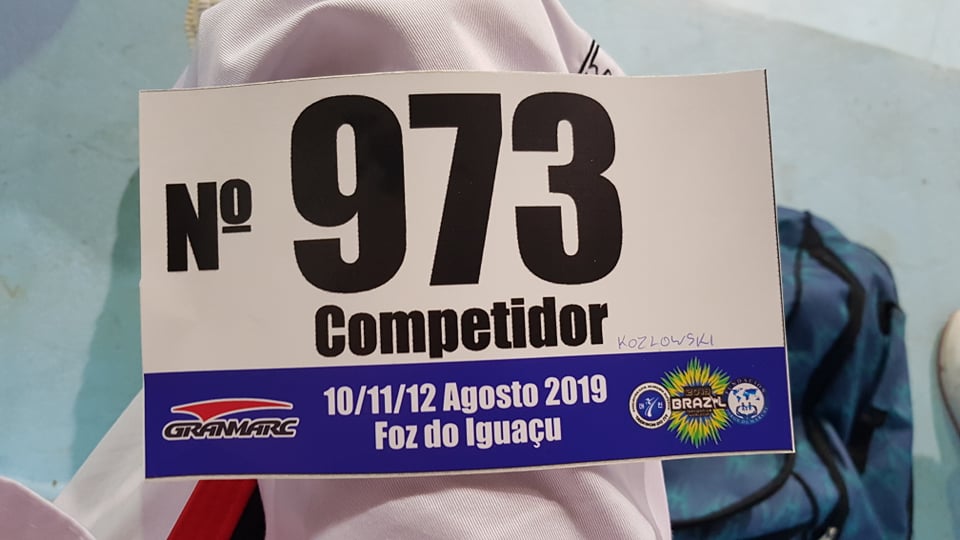 Nº 973
Competidor
KOZLOWSKI
GRANMARC
10/11/12 Agosto 2019
Foz do Iguaçu
BRAZIL